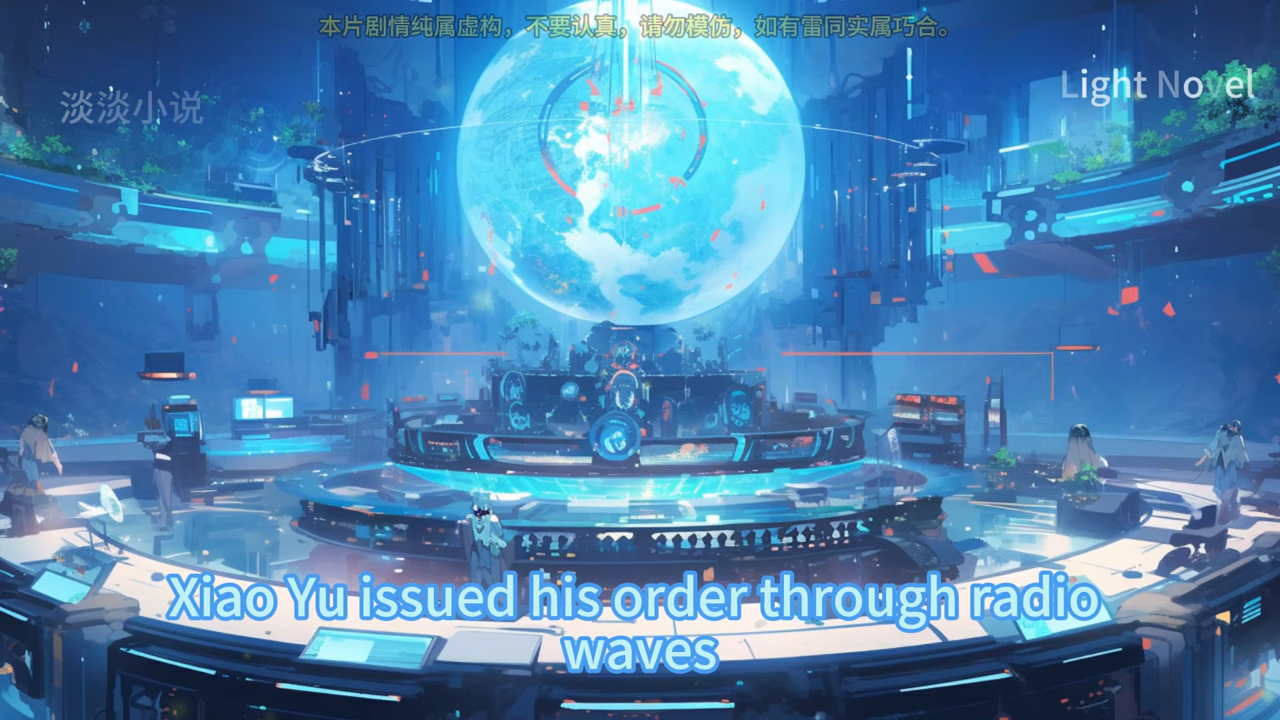 本片剧情纯属虚构，不要认真，请勿模仿，如有雷同实属巧合。
淡淡小说
Light Novel
Xiao Yu issued his order through radio
waves